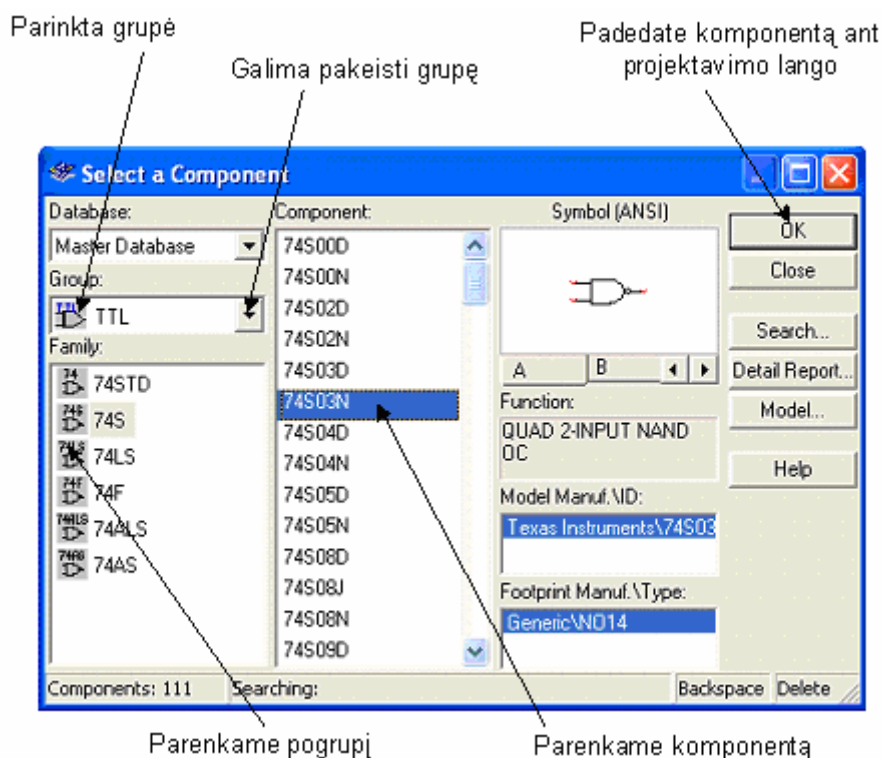 Parinkta grupė
Galima pakeisti grupę
Padedate komponentą ant
projektavimo lango
Select a Component
Database:
Master Database
Group:
TTL
Family:
74STD
74S
74LS
74F
74ALS
74AS
Component:
74S00D
74S00N
74S02D
74S02N
74S03D
74S03N
74S04D
74S04N
74S05D
74S05N
74S08D
74S08J
74S08N
74S09D
Symbol (ANSI)
A B
Function:
QUAD 2-INPUT NAND
OC
Model Manuf.\ID:
Texas Instruments\74S03
Footprint Manuf.\Type:
Generic\NO14
OK
Close
Search...
Detail Report...
Model...
Help
Components: 111
Searching:
Backspace
Delete
Parenkame pogrupį
Parenkame komponentą